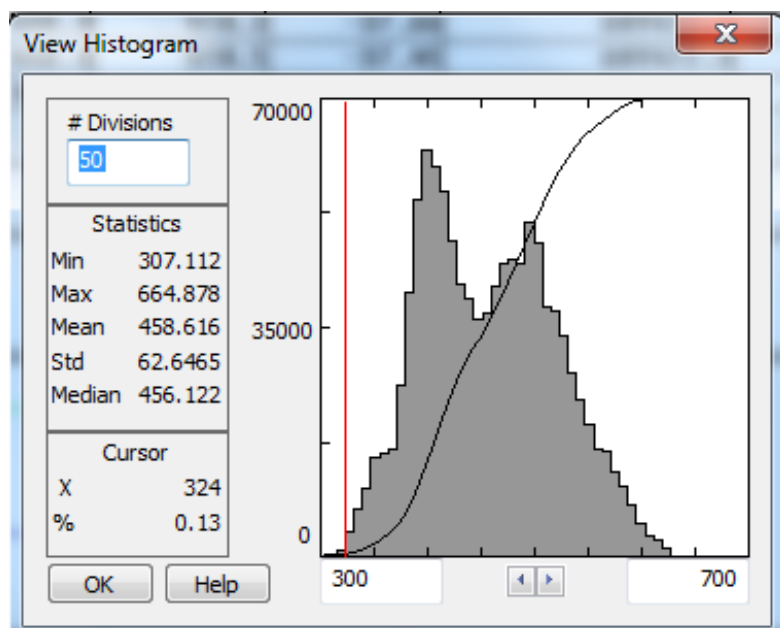 View Histogram
# Divisions
50
Statistics
Min 307.112
Max 664.878
Mean 458.616
Std 62.6465
Median 456.122
Cursor
X 324
% 0.13
OK Help
70000
35000
0
300 700